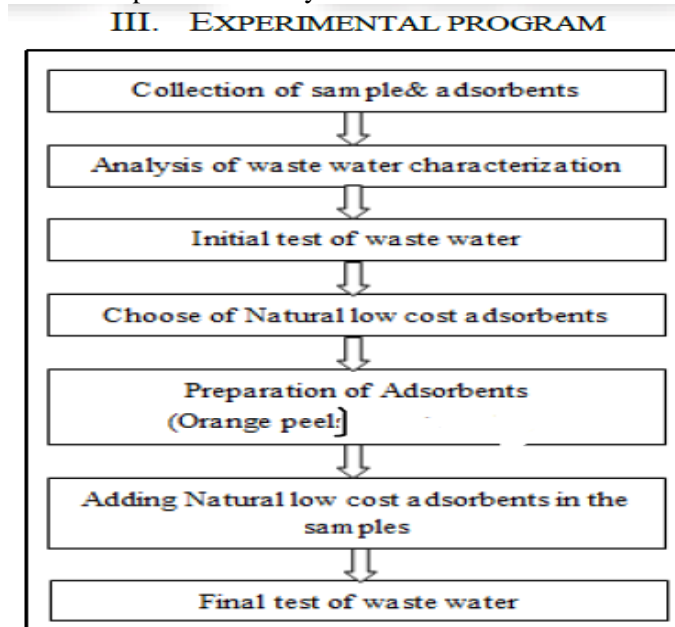 III. EXPERIMENTAL PROGRAM
Collection of sample& adsorbents
Analysis of waste water characterization
Initial test of waste water
Choose of Natural low cost adsorbents
Preparation of Adsorbents
(Orange peels)
Adding Natural low cost adsorbents in the
samples
Final test of waste water